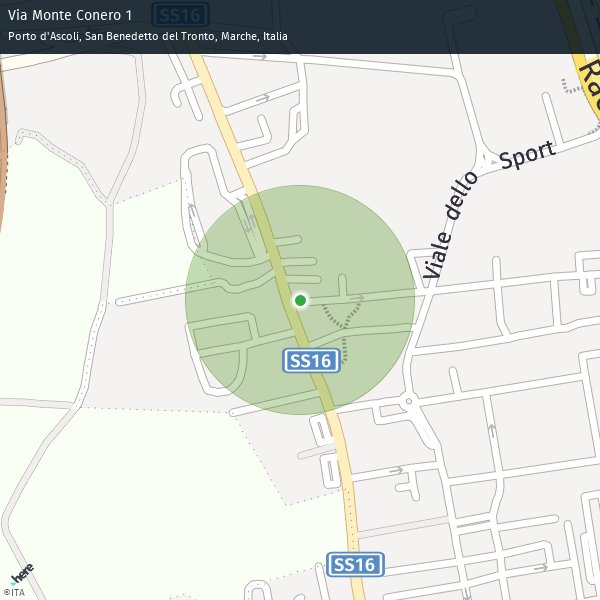 Via Monte Conero 1
SS16
Porto d'Ascoli, San Benedetto del Tronto, Marche, Italia
Sport
Viale dello
SS16
SS16
here
©ITA